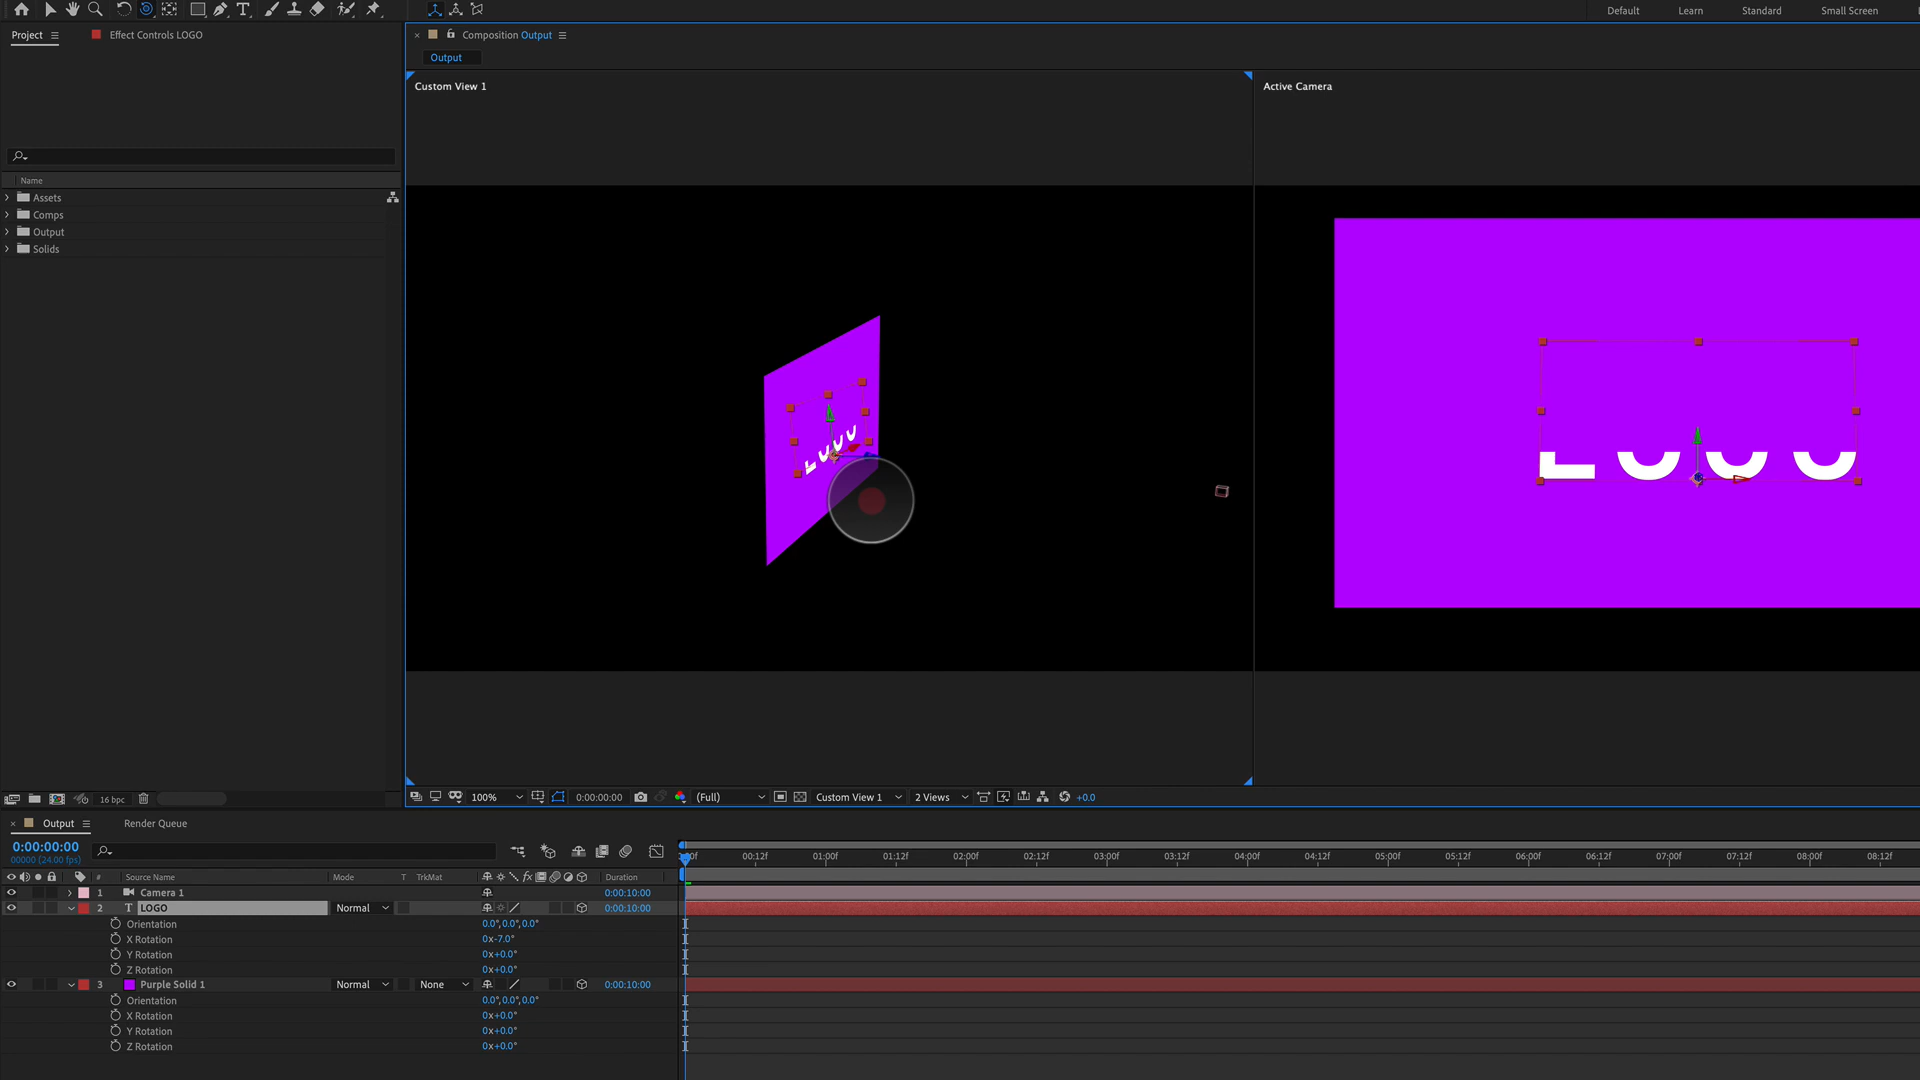 Default Learn Standard Small Screen
Project Effect Controls LOGO
Composition Output
Output
Custom View 1
Active Camera
Name
Assets
Comps
Output
Solids
16 bpc
100% 0:00:00:00 (Full) Custom View 1 2 Views +0.0
Output Render Queue
0:00:00:00
00000 (24.00 fps)
00f 00:12f 01:00f 01:12f 02:00f 02:12f 03:00f 03:12f 04:00f 04:12f 05:00f 05:12f 06:00f 06:12f 07:00f 07:12f 08:00f 08:12f
# Source Name Mode T TrkMat fx Duration
1 Camera 1 0:00:10:00
2 T LOGO Normal 0:00:10:00
Orientation 0.0°,0.0°,0.0°
X Rotation 0x-7.0°
Y Rotation 0x+0.0°
Z Rotation 0x+0.0°
3 Purple Solid 1 Normal None 0:00:10:00
Orientation 0.0°,0.0°,0.0°
X Rotation 0x+0.0°
Y Rotation 0x+0.0°
Z Rotation 0x+0.0°